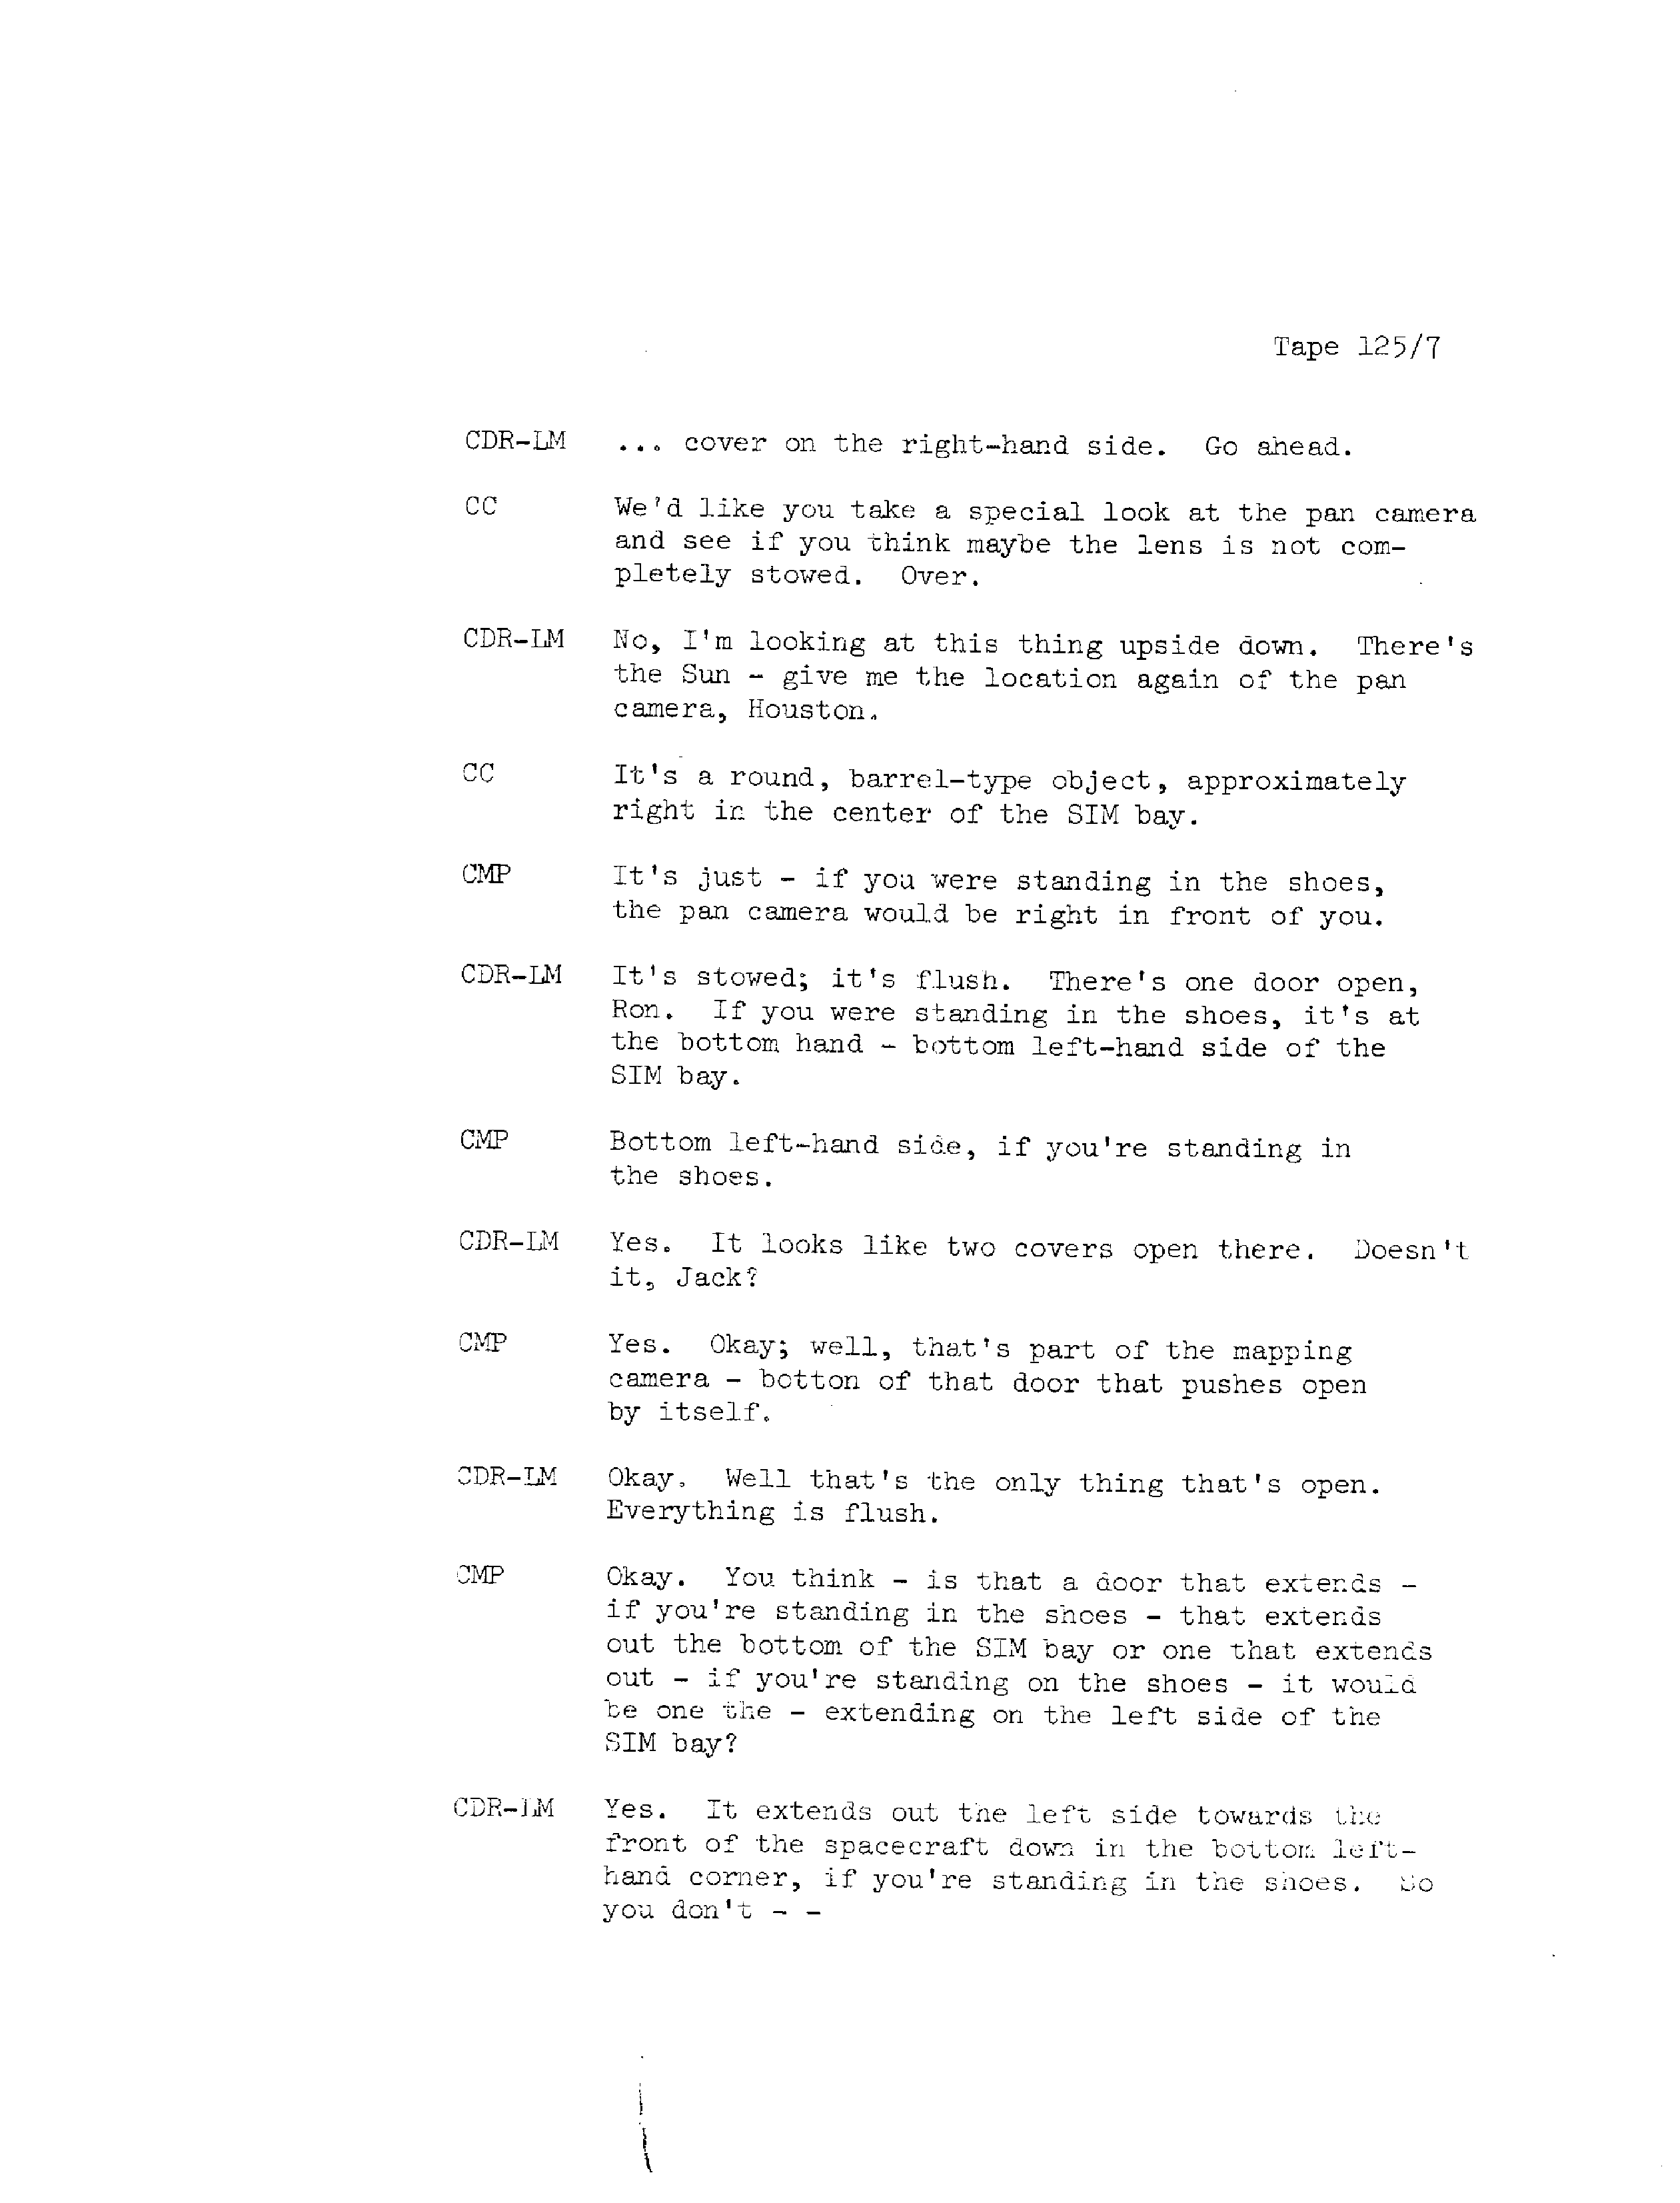 Tape 125/7
CDR-LM ... cover on the right-hand side. Go ahead.
CC We'd like you take a special look at the pan camera
and see if you think maybe the lens is not com-
pletely stowed. Over.
CDR-LM No, I'm looking at this thing upside down. There's
the Sun - give me the location again of the pan
camera, Houston.
CC It's a round, barrel-type object, approximately
right in the center of the SIM bay.
CMP It's just - if you were standing in the shoes,
the pan camera would be right in front of you.
CDR-LM It's stowed; it's flush. There's one door open,
Ron. If you were standing in the shoes, it's at
the bottom hand - bottom left-hand side of the
SIM bay.
CMP Bottom left-hand side, if you're standing in
the shoes.
CDR-LM Yes. It looks like two covers open there. Doesn't
it, Jack?
CMP Yes. Okay; well, that's part of the mapping
camera - botton of that door that pushes open
by itself.
CDR-LM Okay. Well that's the only thing that's open.
Everything is flush.
CMP Okay. You think - is that a door that extends -
if you're standing in the shoes - that extends
out the bottom of the SIM bay or one that extends
out - if you're standing on the shoes - it would
be one the - extending on the left side of the
SIM bay?
CDR-LM Yes. It extends out the left side towards the
front of the spacecraft down in the bottom left-
hand corner, if you're standing in the shoes. So
you don't - -